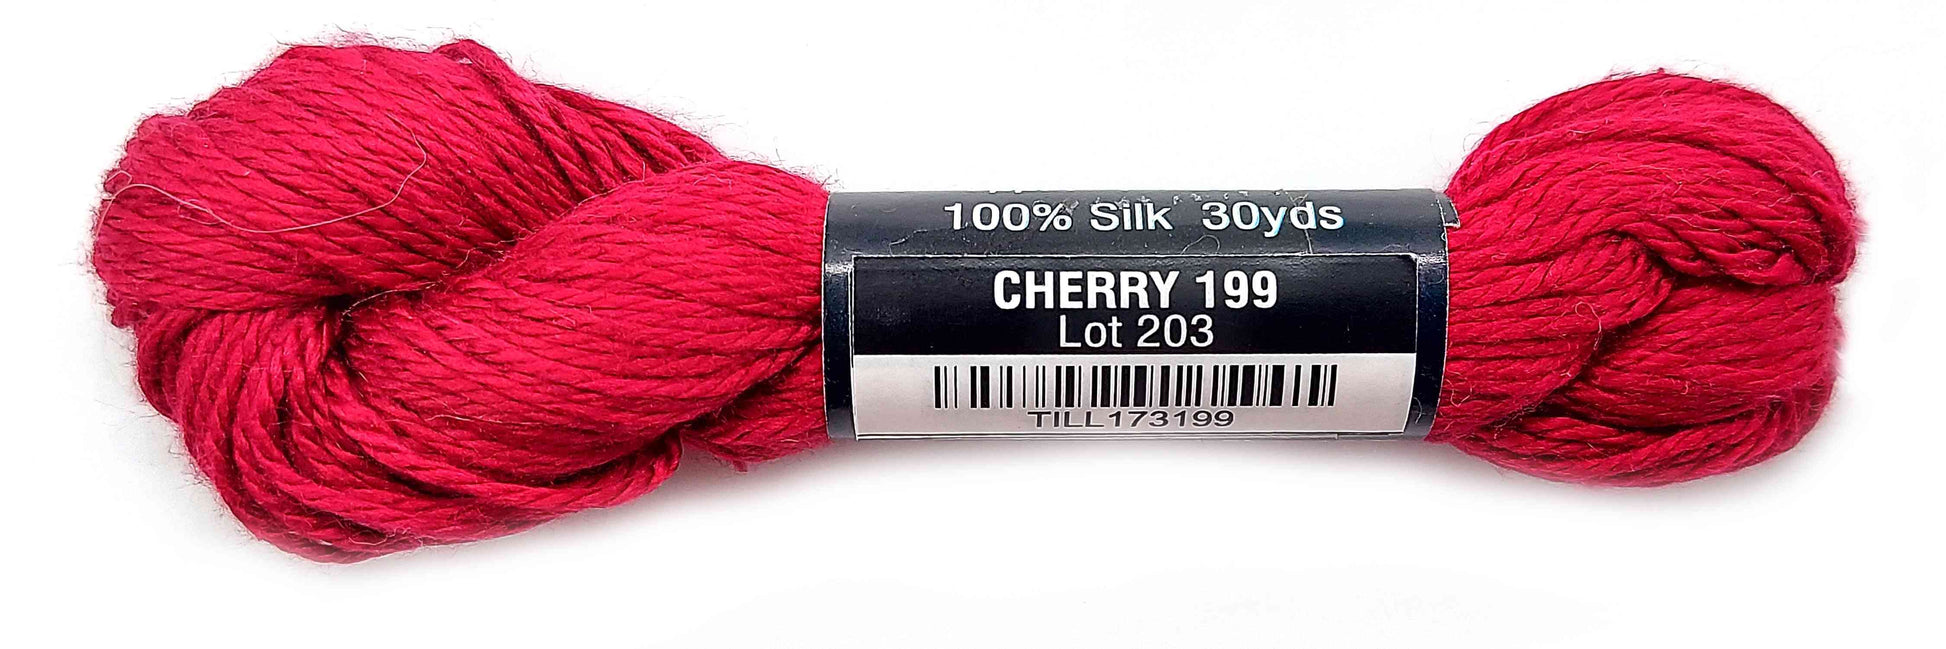 100% Silk 30yds
CHERRY 199
Lot 203
TILL173199